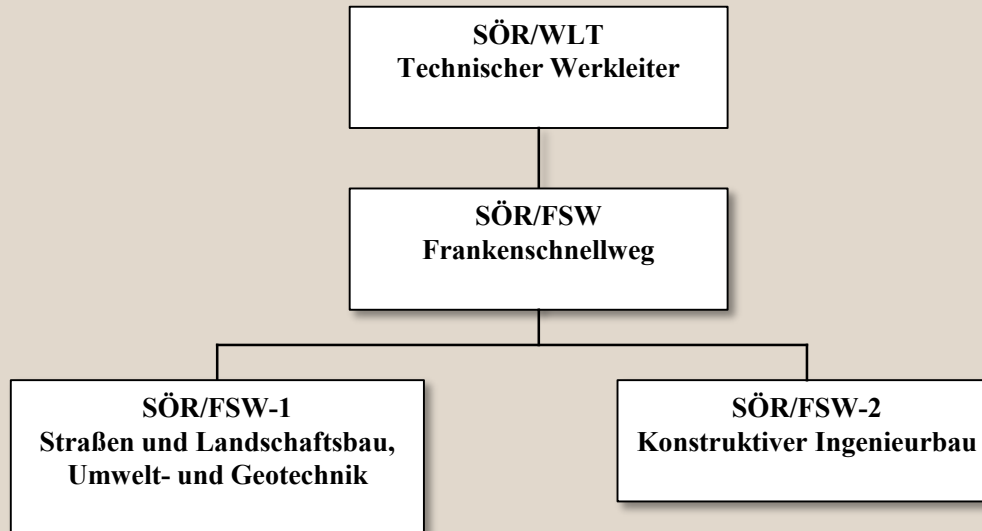 SÖR/WLT
Technischer Werkleiter
SÖR/FSW
Frankenschnellweg
SÖR/FSW-1
Straßen und Landschaftsbau,
Umwelt- und Geotechnik
SÖR/FSW-2
Konstruktiver Ingenieurbau